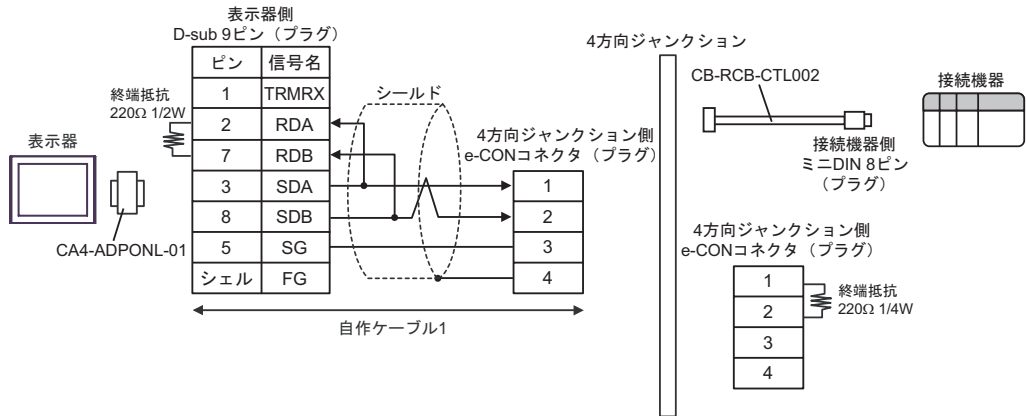 表示器側
D-sub 9ピン（プラグ）
ピン 信号名
1 TRMRX
2 RDA
7 RDB
3 SDA
8 SDB
5 SG
シェル FG
終端抵抗
220Ω 1/2W
表示器
CA4-ADPONL-01
シールド
4方向ジャンクション側
e-CONコネクタ（プラグ）
1
2
3
4
自作ケーブル1
4方向ジャンクション
CB-RCB-CTL002
接続機器
接続機器側
ミニDIN 8ピン
（プラグ）
4方向ジャンクション側
e-CONコネクタ（プラグ）
1
2
3
4
終端抵抗
220Ω 1/4W